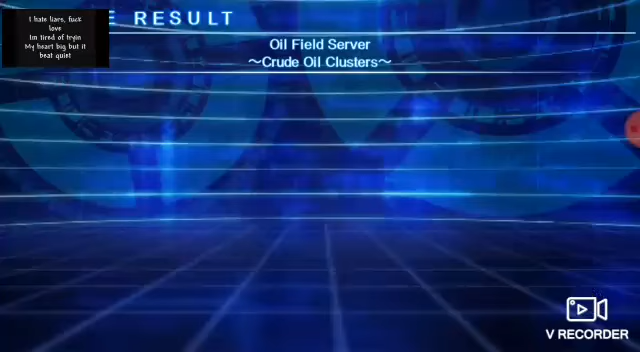 I hate liars, fuck
love
Im tired of tryin
My heart big but it
beat quiet
E RESULT
Oil Field Server
～Crude Oil Clusters～
V RECORDER